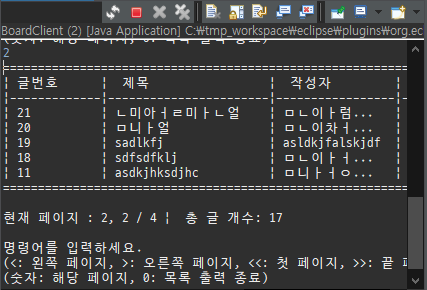 BoardClient (2) [Java Application] C:\tmp_workspace\eclipse\plugins\org.ec
(숫자: 해당 페이지, 0: 목록 출력 종료)
2
=====================================================
¦ 글번호 ¦ 제목 ¦ 작성자 ¦
¦ 21 ¦ ㄴ미아ㅓㄹ미ㅏㄴ얼 ¦ ㅁㄴ이ㅏ럼... ¦
¦ 20 ¦ ㅁ니ㅏ얼 ¦ ㅁㄴ이차ㅓ... ¦
¦ 19 ¦ sadlkfj ¦ asldkjfalskjdf ¦
¦ 18 ¦ sdfsdfklj ¦ ㅁㄴ이ㅏㅓ... ¦
¦ 11 ¦ asdkjhksdjhc ¦ ㅁ니ㅏㅓㅇ... ¦
=====================================================
현재 페이지 : 2, 2 / 4 ¦ 총 글 개수: 17
명령어를 입력하세요.
(<: 왼쪽 페이지, >: 오른쪽 페이지, <<: 첫 페이지, >>: 끝 페
(숫자: 해당 페이지, 0: 목록 출력 종료)